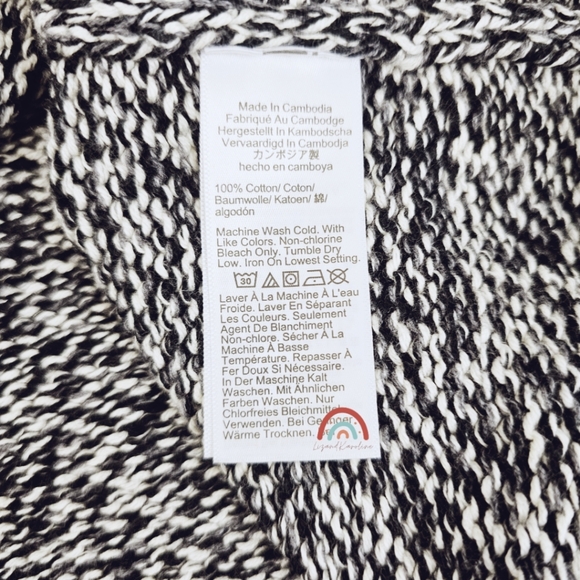 Made In Cambodia
Fabriqué Au Cambodge
Hergestellt In Kambodscha
Vervaardigd In Cambodja
カンボジア製
hecho en camboya
100% Cotton/ Coton/
Baumwolle/ Katoen/ 綿/
algodón
Machine Wash Cold. With
Like Colors. Non-chlorine
Bleach Only. Tumble Dry
Low. Iron On Lowest Setting.
30
Laver À La Machine À L'eau
Froide. Laver En Séparant
Les Couleurs. Seulement
Agent De Blanchiment
Non-chlore. Sécher À La
Machine À Basse
Température. Repasser À
Fer Doux Si Nécessaire.
In Der Maschine Kalt
Waschen. Mit Ähnlichen
Farben Waschen. Nur
Chlorfreies Bleichmittel
Verwenden. Bei Geringer
Wärme Trocknen.
LizandKaroline